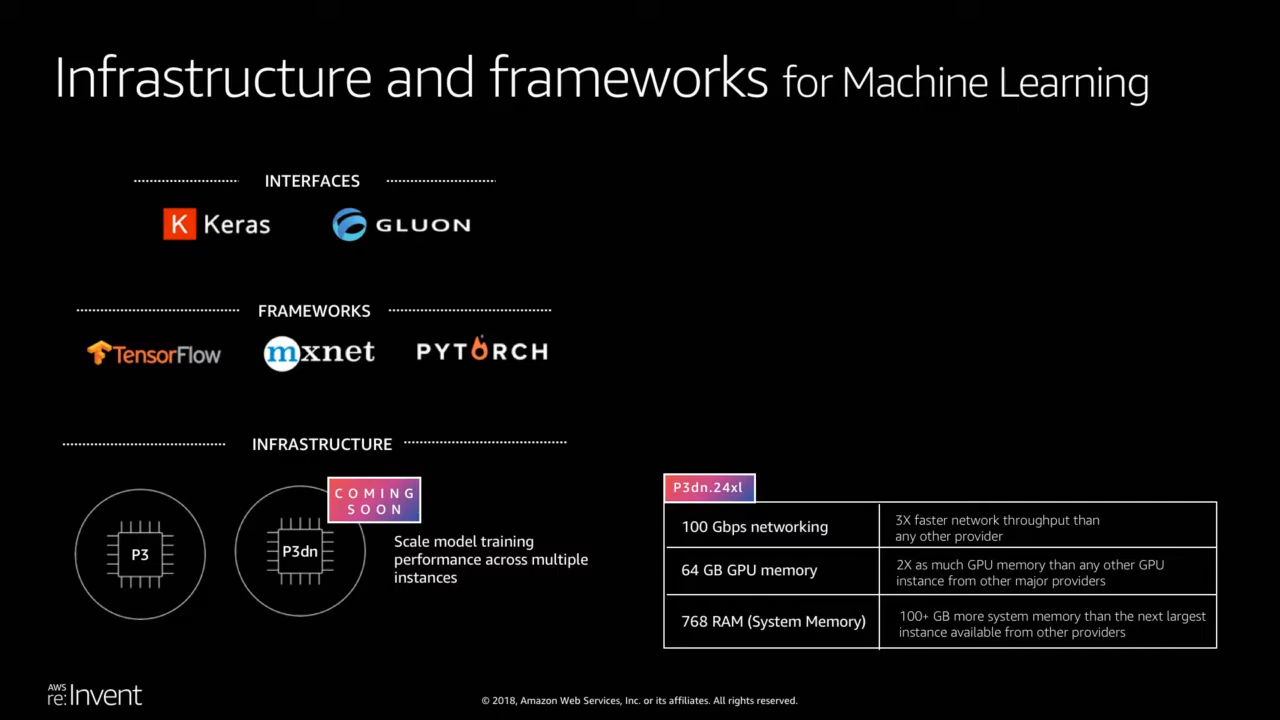 Infrastructure and frameworks for Machine Learning
INTERFACES
K Keras
GLUON
FRAMEWORKS
TensorFlow
mxnet
PYTORCH
INFRASTRUCTURE
P3
P3dn
COMING
SOON
Scale model training
performance across multiple
instances
P3dn.24xl
100 Gbps networking
3X faster network throughput than
any other provider
64 GB GPU memory
2X as much GPU memory than any other GPU
instance from other major providers
768 RAM (System Memory)
100+ GB more system memory than the next largest
instance available from other providers
AWS
re:Invent
© 2018, Amazon Web Services, Inc. or its affiliates. All rights reserved.